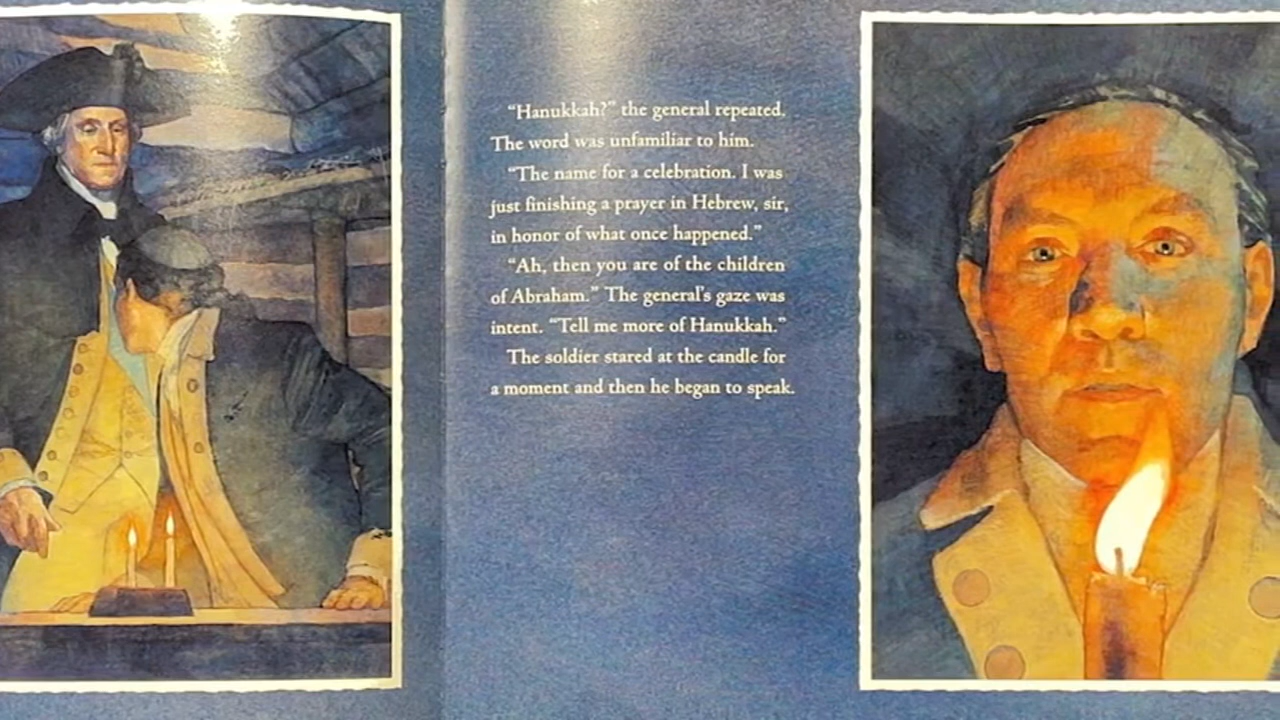 “Hanukkah?” the general repeated.
The word was unfamiliar to him.
“The name for a celebration. I was
just finishing a prayer in Hebrew, sir,
in honor of what once happened.”
“Ah, then you are of the children
of Abraham.” The general’s gaze was
intent. “Tell me more of Hanukkah.”
The soldier stared at the candle for
a moment and then he began to speak.